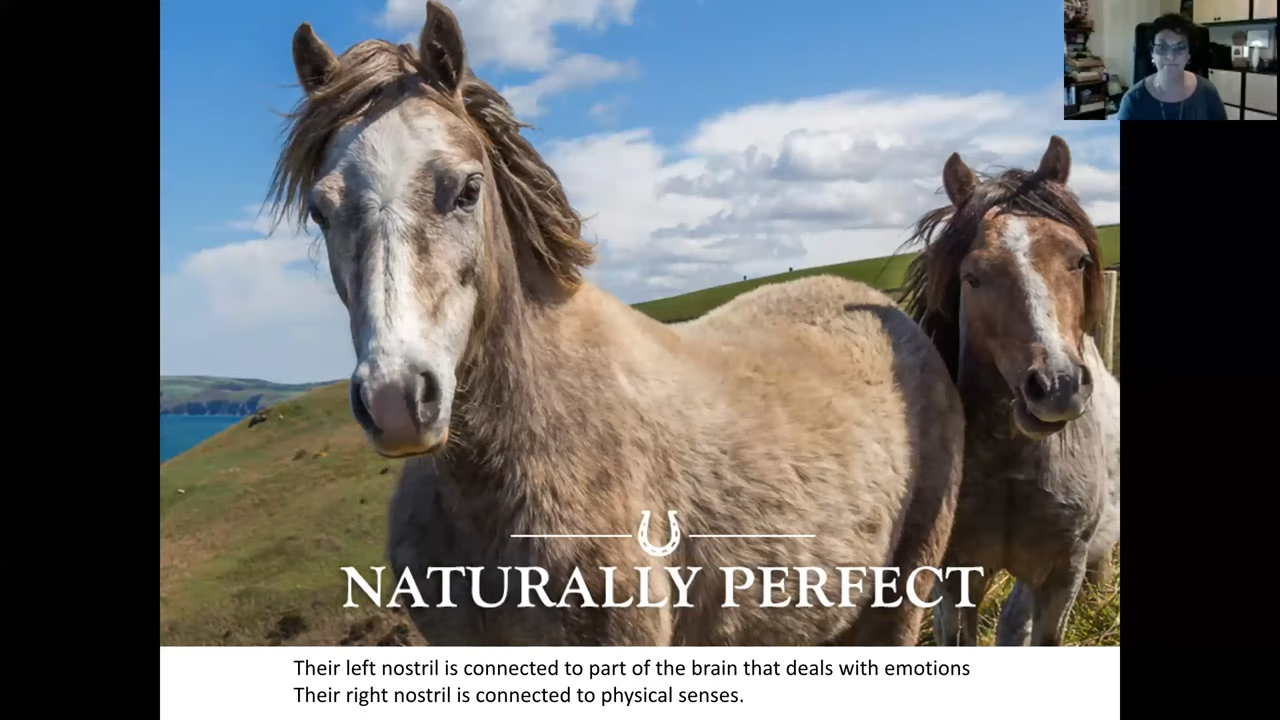 NATURALLY PERFECT
Their left nostril is connected to part of the brain that deals with emotions
Their right nostril is connected to physical senses.